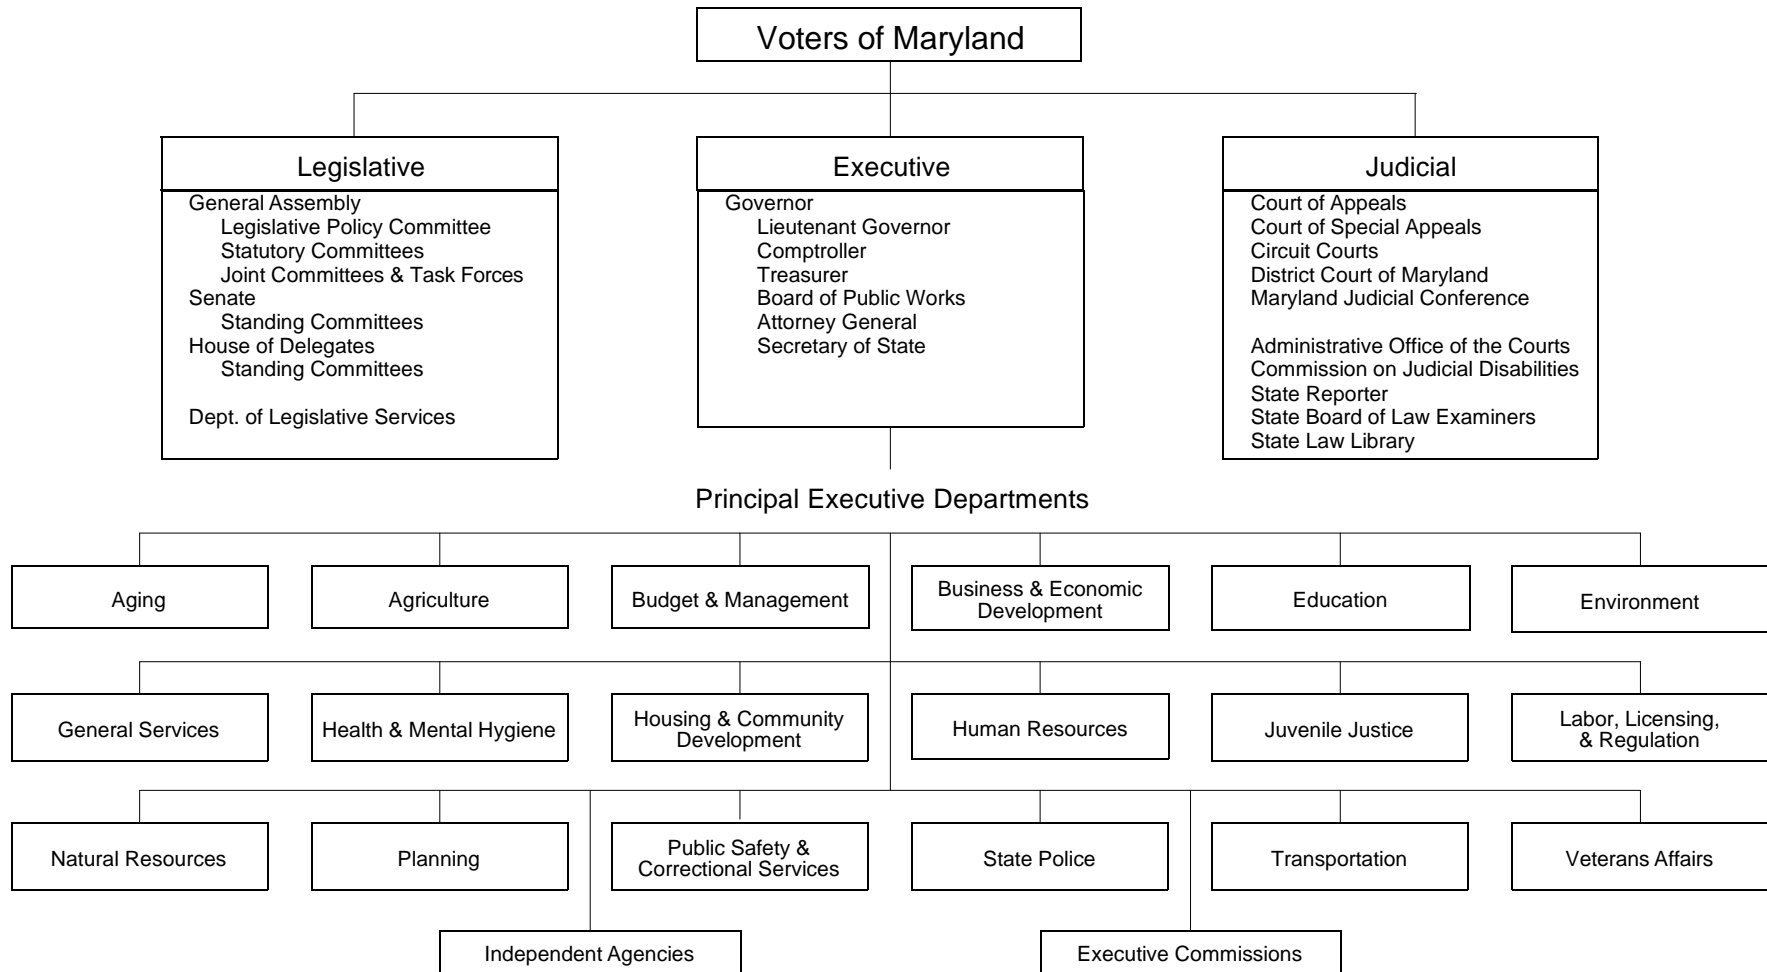 Voters of Maryland
Legislative
General Assembly
Legislative Policy Committee
Statutory Committees
Joint Committees & Task Forces
Senate
Standing Committees
House of Delegates
Standing Committees
Dept. of Legislative Services
Executive
Governor
Lieutenant Governor
Comptroller
Treasurer
Board of Public Works
Attorney General
Secretary of State
Judicial
Court of Appeals
Court of Special Appeals
Circuit Courts
District Court of Maryland
Maryland Judicial Conference
Administrative Office of the Courts
Commission on Judicial Disabilities
State Reporter
State Board of Law Examiners
State Law Library
Principal Executive Departments
Aging
Agriculture
Budget & Management
Business & Economic
Development
Education
Environment
General Services
Health & Mental Hygiene
Housing & Community
Development
Human Resources
Juvenile Justice
Labor, Licensing,
& Regulation
Natural Resources
Planning
Public Safety &
Correctional Services
State Police
Transportation
Veterans Affairs
Independent Agencies
Executive Commissions